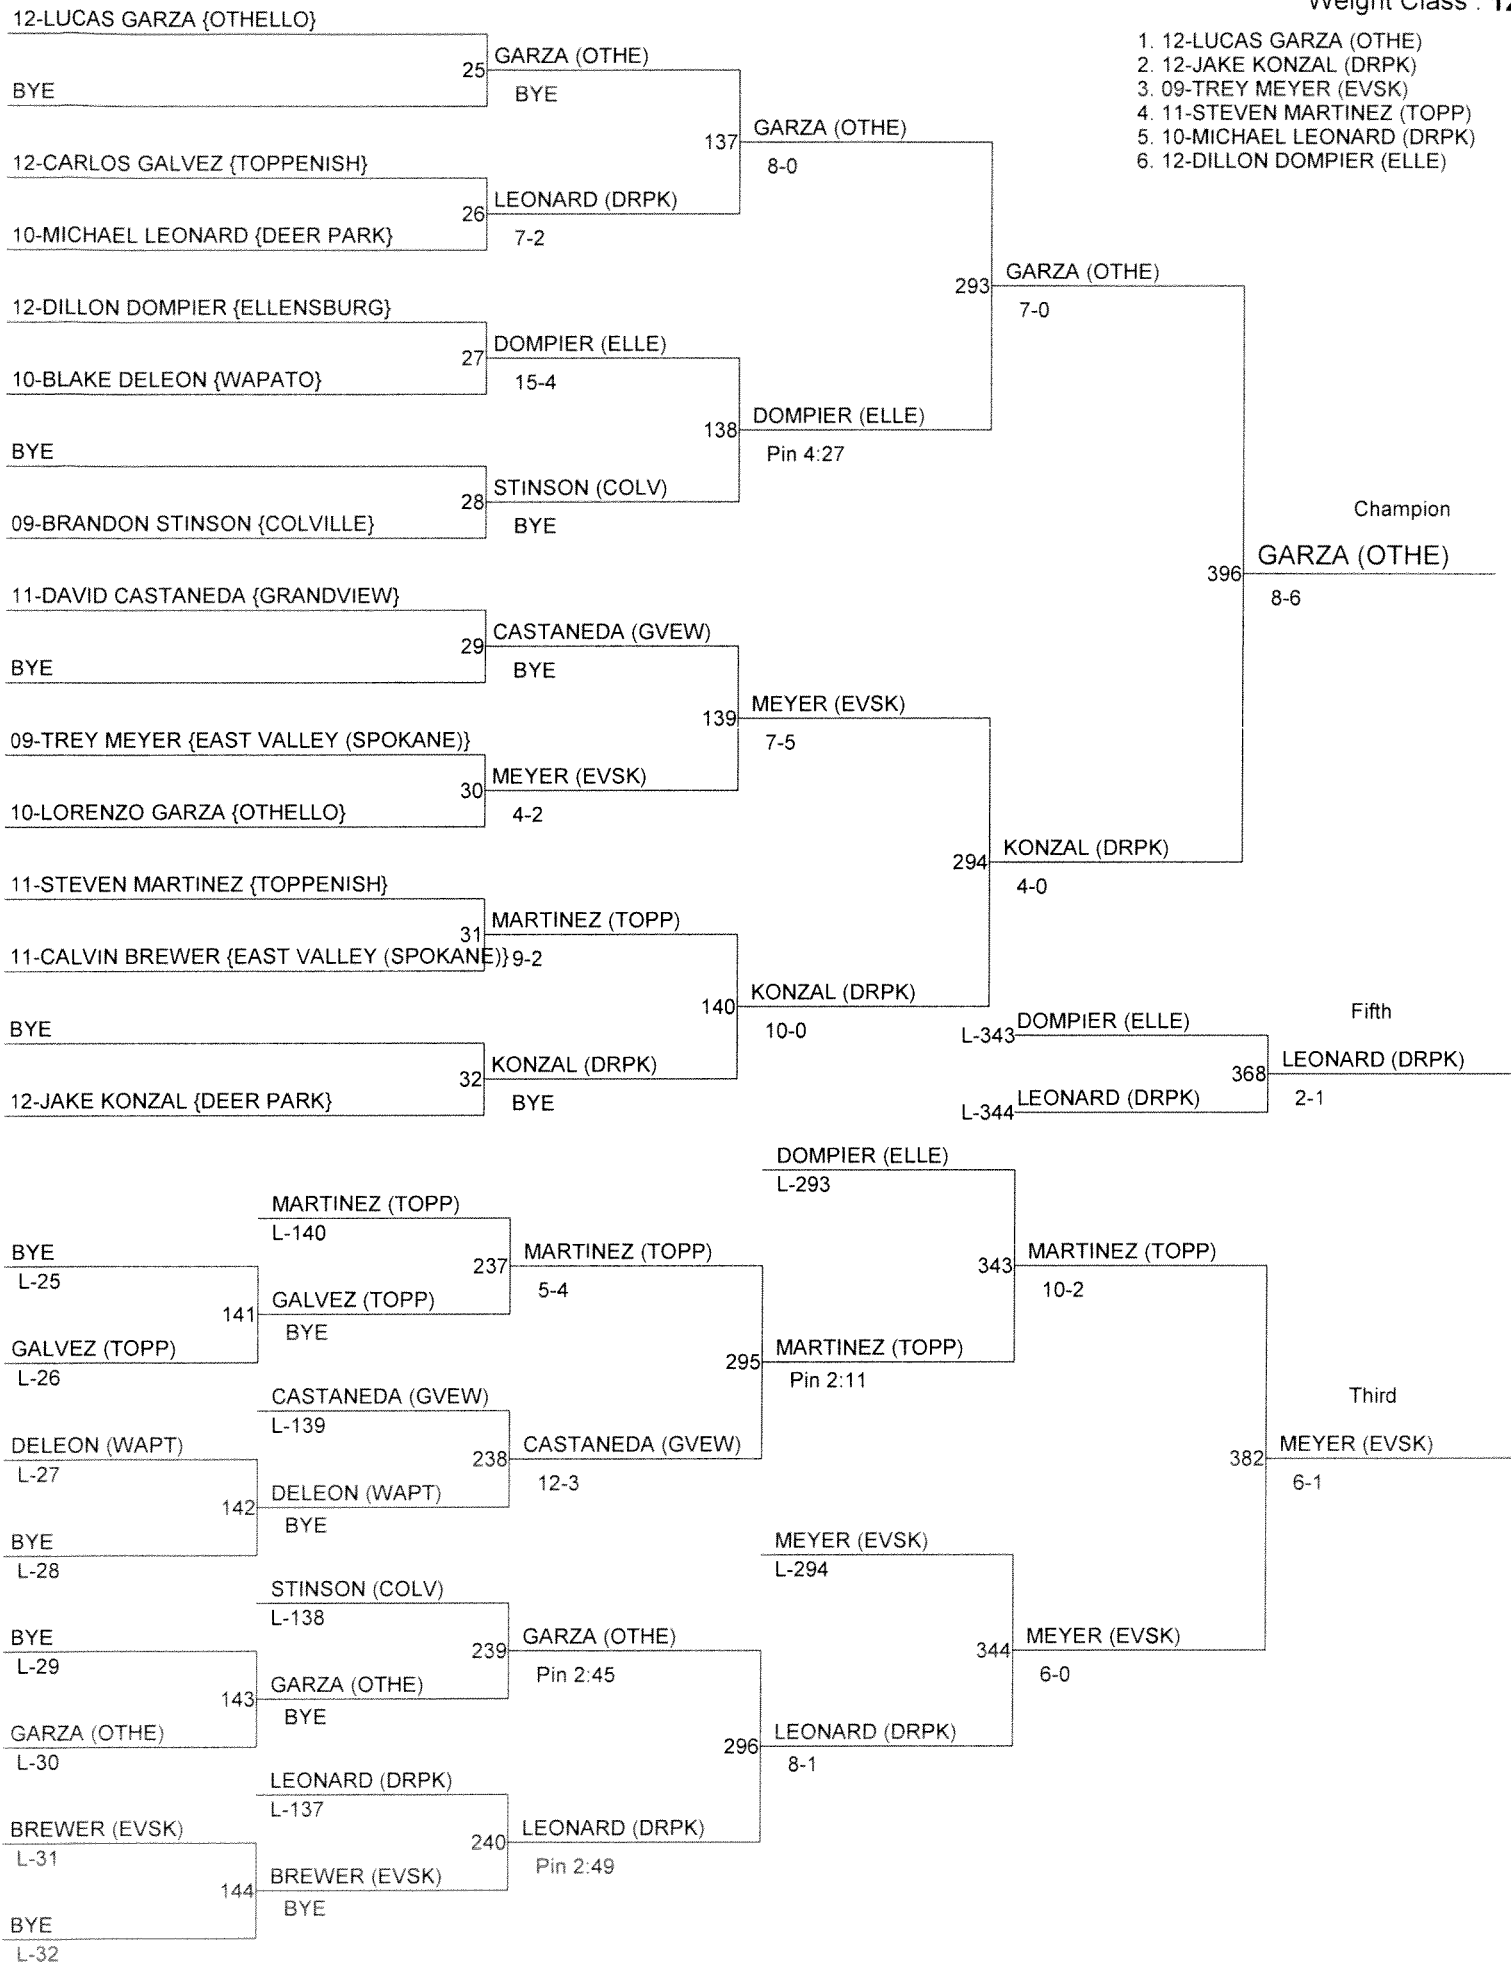 Weight Class :
1. 12-LUCAS GARZA (OTHE)
2. 12-JAKE KONZAL (DRPK)
3. 09-TREY MEYER (EVSK)
4. 11-STEVEN MARTINEZ (TOPP)
5. 10-MICHAEL LEONARD (DRPK)
6. 12-DILLON DOMPIER (ELLE)
12-LUCAS GARZA {OTHELLO}
25 GARZA (OTHE)
BYE
BYE
137 GARZA (OTHE)
8-0
12-CARLOS GALVEZ {TOPPENISH}
26 LEONARD (DRPK)
10-MICHAEL LEONARD {DEER PARK}
7-2
293 GARZA (OTHE)
7-0
12-DILLON DOMPIER {ELLENSBURG}
27 DOMPIER (ELLE)
10-BLAKE DELEON {WAPATO}
15-4
138 DOMPIER (ELLE)
Pin 4:27
BYE
28 STINSON (COLV)
09-BRANDON STINSON {COLVILLE}
BYE
Champion
396 GARZA (OTHE)
8-6
11-DAVID CASTANEDA {GRANDVIEW}
29 CASTANEDA (GVEW)
BYE
BYE
139 MEYER (EVSK)
7-5
09-TREY MEYER {EAST VALLEY (SPOKANE)}
30 MEYER (EVSK)
10-LORENZO GARZA {OTHELLO}
4-2
294 KONZAL (DRPK)
4-0
11-STEVEN MARTINEZ {TOPPENISH}
31 MARTINEZ (TOPP)
11-CALVIN BREWER {EAST VALLEY (SPOKANE)} 9-2
140 KONZAL (DRPK)
10-0
BYE
32 KONZAL (DRPK)
12-JAKE KONZAL {DEER PARK}
BYE
Fifth
L-343 DOMPIER (ELLE)
368 LEONARD (DRPK)
L-344 LEONARD (DRPK)
2-1
DOMPIER (ELLE)
L-293
MARTINEZ (TOPP)
L-140
BYE
L-25
237 MARTINEZ (TOPP)
5-4
343 MARTINEZ (TOPP)
10-2
141 GALVEZ (TOPP)
BYE
GALVEZ (TOPP)
L-26
295 MARTINEZ (TOPP)
Pin 2:11
CASTANEDA (GVEW)
L-139
Third
DELEON (WAPT)
L-27
238 CASTANEDA (GVEW)
12-3
382 MEYER (EVSK)
6-1
142 DELEON (WAPT)
BYE
BYE
L-28
MEYER (EVSK)
L-294
STINSON (COLV)
L-138
BYE
L-29
239 GARZA (OTHE)
Pin 2:45
344 MEYER (EVSK)
6-0
143 GARZA (OTHE)
BYE
GARZA (OTHE)
L-30
296 LEONARD (DRPK)
8-1
LEONARD (DRPK)
L-137
BREWER (EVSK)
L-31
240 LEONARD (DRPK)
Pin 2:49
144 BREWER (EVSK)
BYE
BYE
L-32